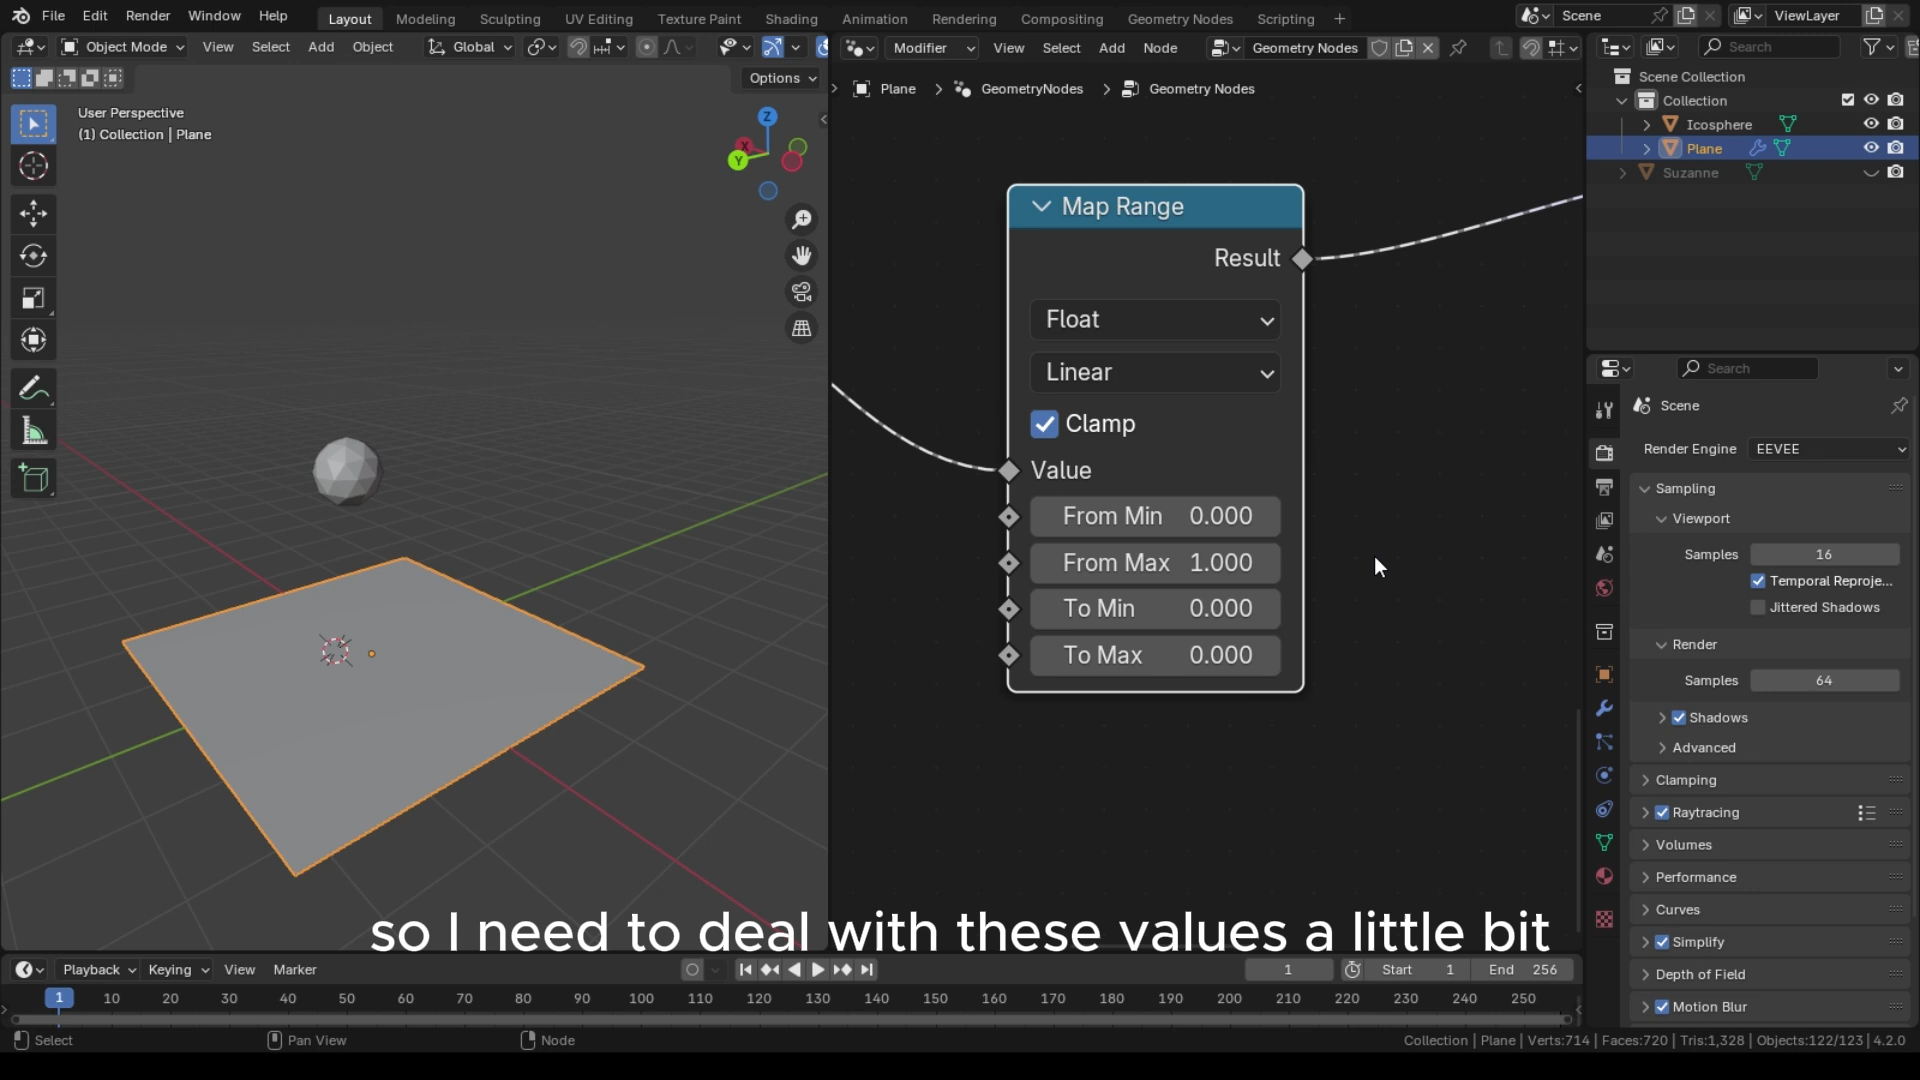 File Edit Render Window Help Layout Modeling Sculpting UV Editing Texture Paint Shading Animation Rendering Compositing Geometry Nodes Scripting + Scene ViewLayer
Object Mode View Select Add Object Global Modifier View Select Add Node Geometry Nodes Search
Options
Plane > GeometryNodes > Geometry Nodes
User Perspective
(1) Collection | Plane
Z
X
Y
Scene Collection
Collection
Icosphere
Plane
Suzanne
Map Range
Result
Float
Linear
Clamp
Value
From Min 0.000
From Max 1.000
To Min 0.000
To Max 0.000
Search
Scene
Render Engine EEVEE
Sampling
Viewport
Samples 16
Temporal Reproje...
Jittered Shadows
Render
Samples 64
Shadows
Advanced
Clamping
Raytracing
Volumes
Performance
Curves
Simplify
Depth of Field
Motion Blur
so I need to deal with these values a little bit
Playback Keying View Marker 1 Start 1 End 256
1 10 20 30 40 50 60 70 80 90 100 110 120 130 140 150 160 170 180 190 200 210 220 230 240 250
Select Pan View Node Collection | Plane | Verts:714 | Faces:720 | Tris:1,328 | Objects:122/123 | 4.2.0